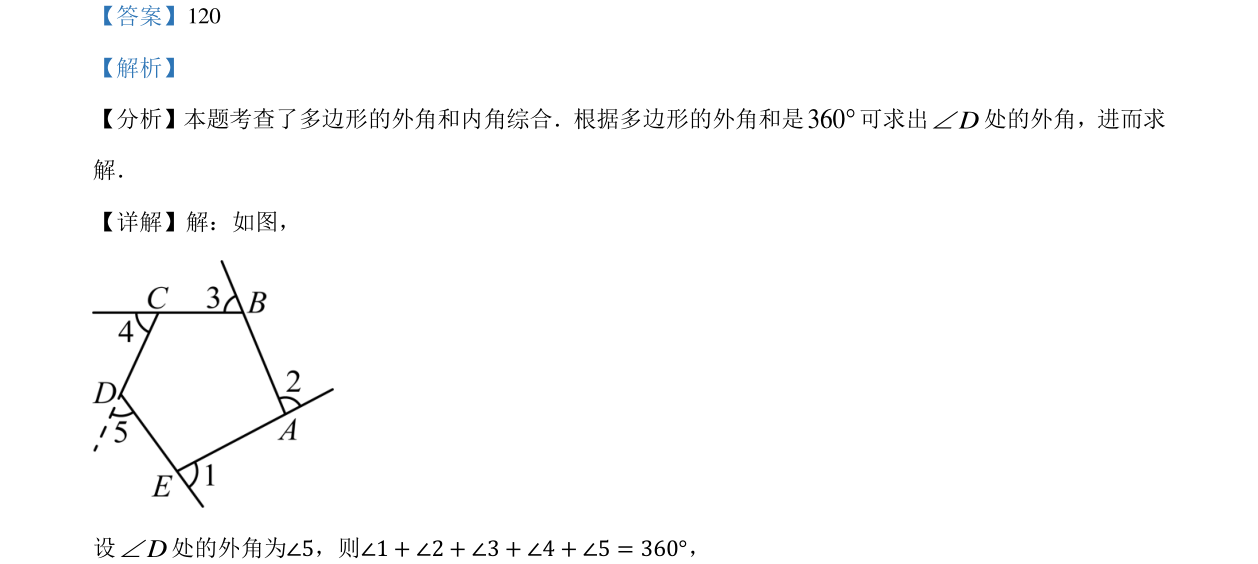 【答案】120
【解析】
【分析】本题考查了多边形的外角和内角综合．根据多边形的外角和是360°可求出∠D处的外角，进而求
解．
【详解】解：如图，
C 3 B
4
D 2
5 A
E 1
设∠D处的外角为∠5，则∠1 + ∠2 + ∠3 + ∠4 + ∠5 = 360°，